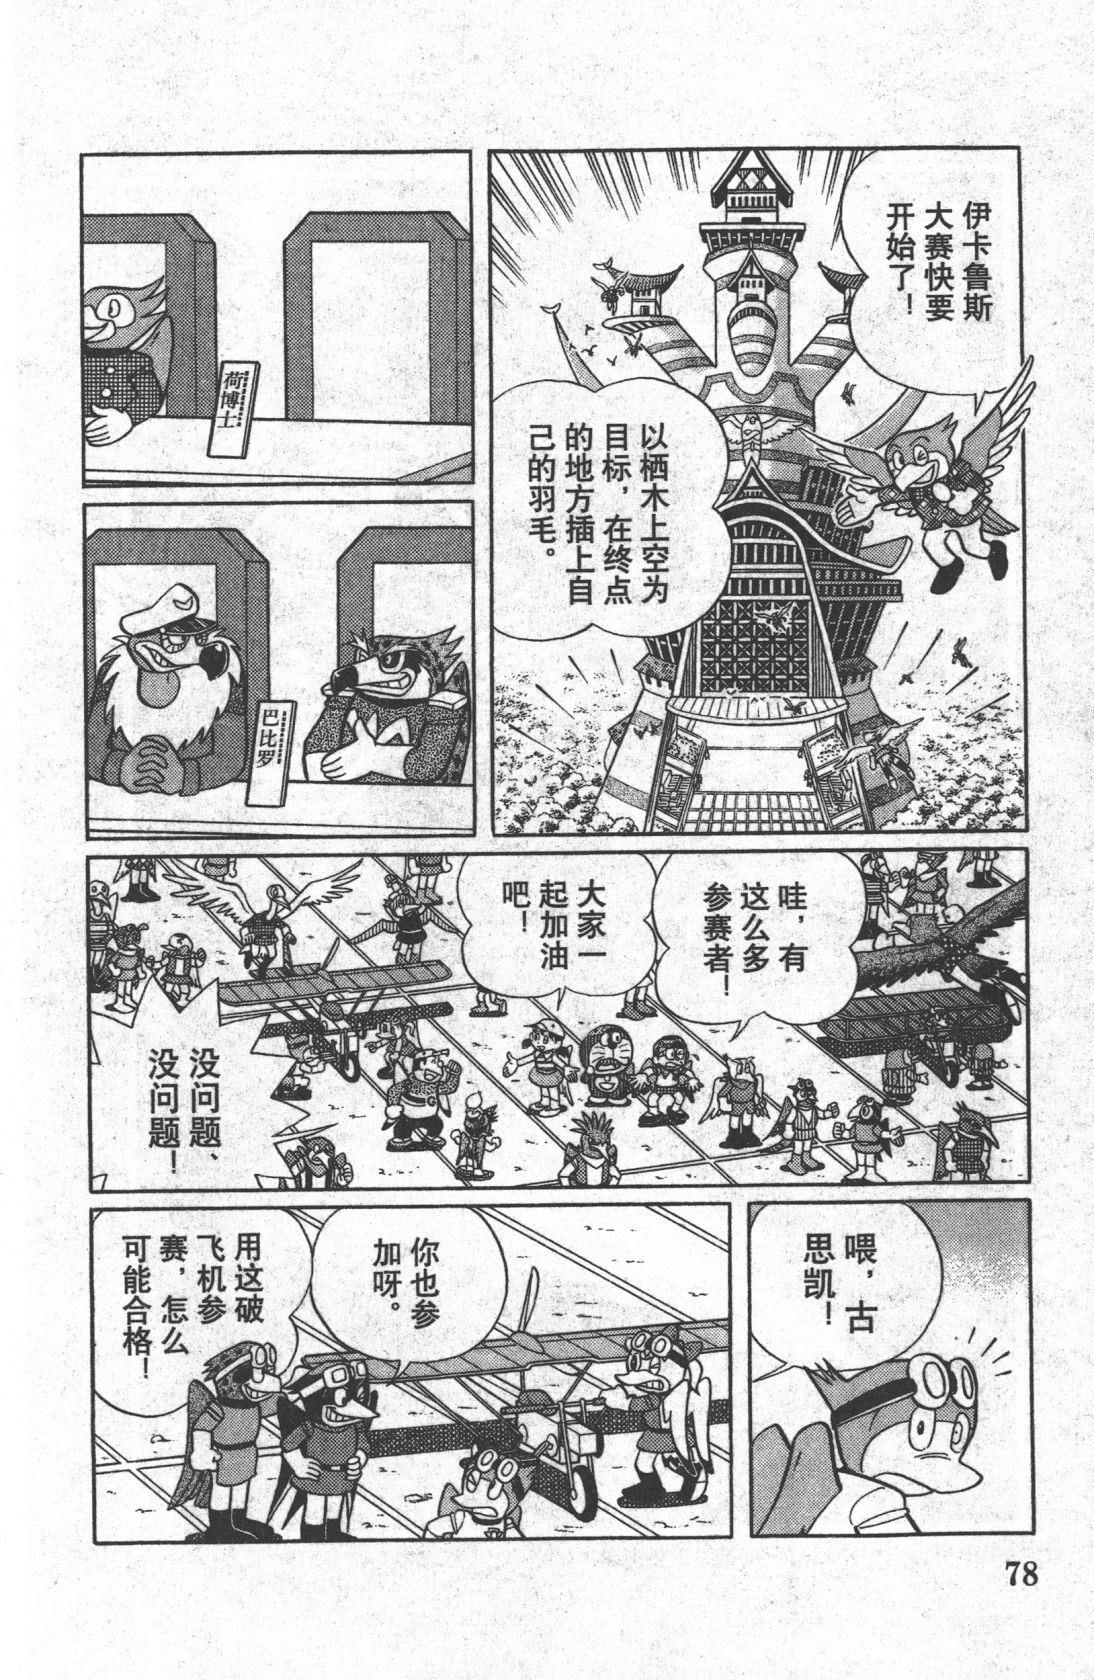 伊卡鲁斯
大赛快要
开始了！
以栖木上空为
目标，在终点
的地方插上自
己的羽毛。
荷博士
巴比罗
哇，有
这么多
参赛者！
大家一
起加油
吧！
没问题、
没问题！
喂，古
思凯！
你也参
加呀。
用这破
飞机参
赛，怎么
可能合格！
78